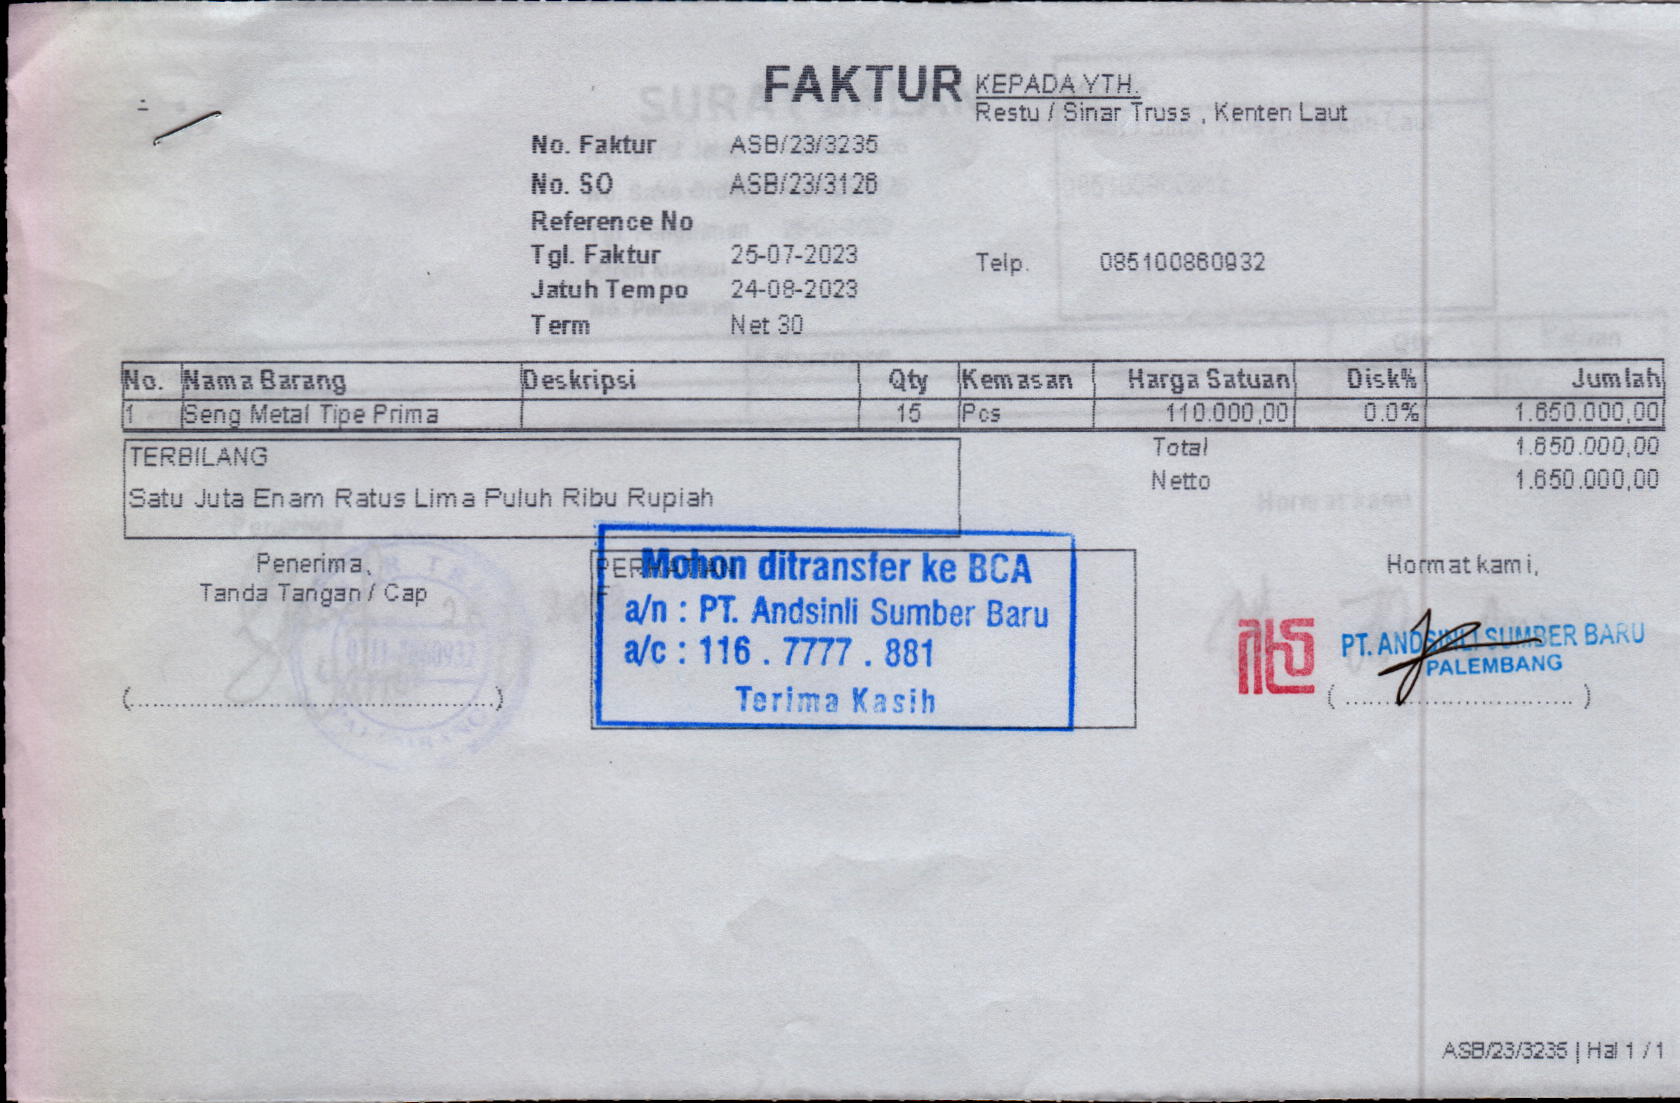 FAKTUR
KEPADA YTH.
Restu / Sinar Truss , Kenten Laut
No. Faktur ASB/23/3235
No. SO ASB/23/3128
Reference No
Tgl. Faktur 25-07-2023
Telp. 085100860932
Jatuh Tempo 24-08-2023
Term Net 30
No. Nama Barang Deskripsi Qty Kemasan Harga Satuan Disk% Jumlah
1 Seng Metal Tipe Prima 15 Pcs 110.000,00 0.0% 1.650.000,00
TERBILANG
Satu Juta Enam Ratus Lima Puluh Ribu Rupiah
Total 1.650.000,00
Netto 1.650.000,00
Penerima,
Tanda Tangan / Cap
(............................................)
Mohon ditransfer ke BCA
a/n : PT. Andsinli Sumber Baru
a/c : 116 . 7777 . 881
Terima Kasih
Hormat kami,
PT. ANDSINLI SUMBER BARU
PALEMBANG
( ............................ )
ASB/23/3235 | Hal 1 / 1